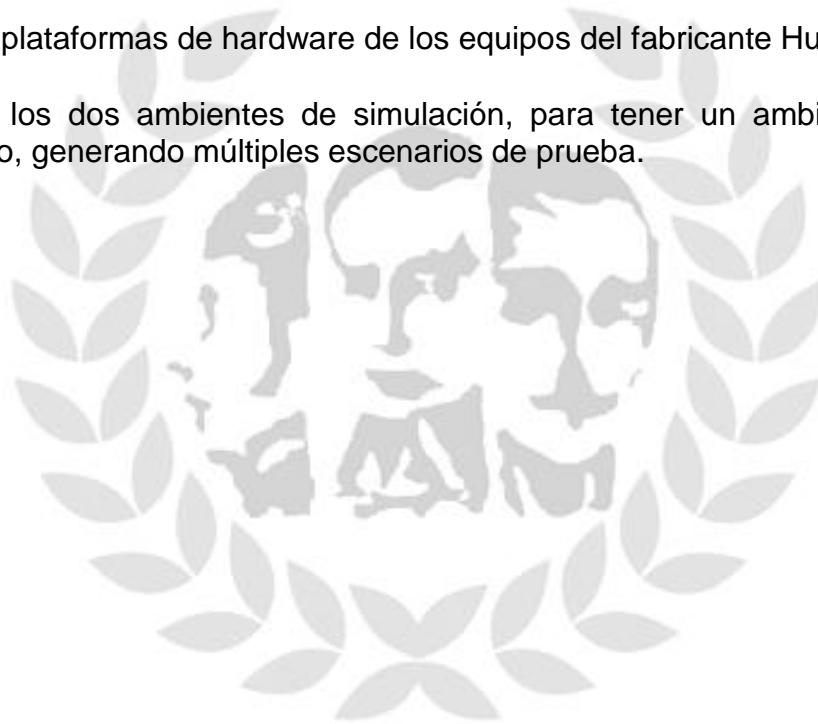 plataformas de hardware de los equipos del fabricante Hu
los dos ambientes de simulación, para tener un ambi
o, generando múltiples escenarios de prueba.